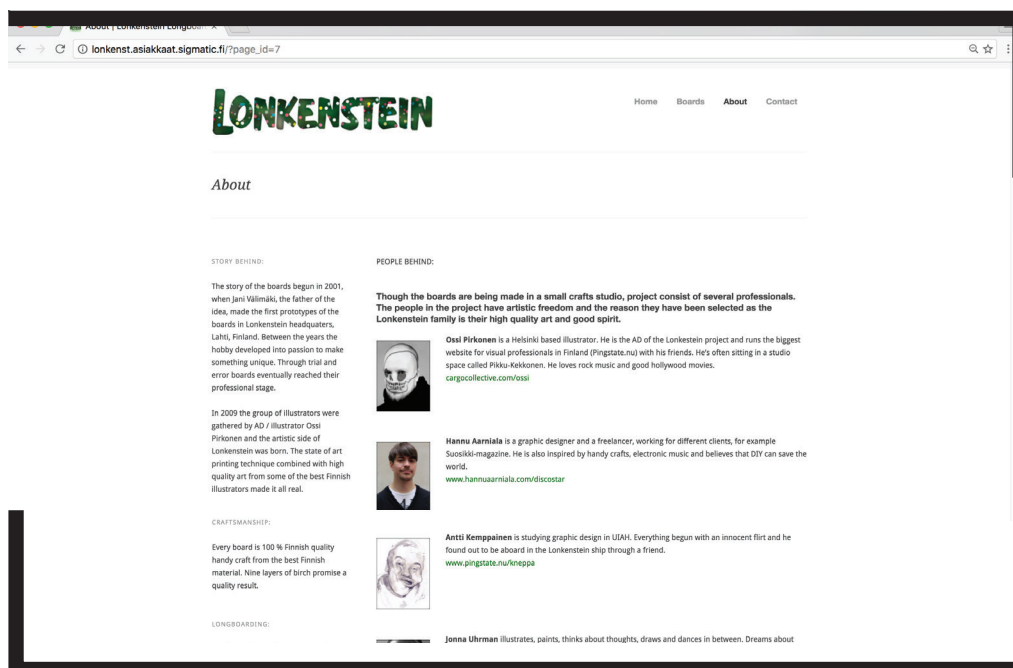 About | Lonkenstein Longboar
lonkenst.asiakkaat.sigmatic.fi/?page_id=7
LONKENSTEIN
Home Boards About Contact
About
STORY BEHIND:
The story of the boards begun in 2001,
when Jani Välimäki, the father of the
idea, made the first prototypes of the
boards in Lonkenstein headquaters,
Lahti, Finland. Between the years the
hobby developed into passion to make
something unique. Through trial and
error boards eventually reached their
professional stage.
In 2009 the group of illustrators were
gathered by AD / illustrator Ossi
Pirkonen and the artistic side of
Lonkenstein was born. The state of art
printing technique combined with high
quality art from some of the best Finnish
illustrators made it all real.
CRAFTSMANSHIP:
Every board is 100 % Finnish quality
handy craft from the best Finnish
material. Nine layers of birch promise a
quality result.
LONGBOARDING:
PEOPLE BEHIND:
Though the boards are being made in a small crafts studio, project consist of several professionals.
The people in the project have artistic freedom and the reason they have been selected as the
Lonkenstein family is their high quality art and good spirit.
Ossi Pirkonen is a Helsinki based illustrator. He is the AD of the Lonkestein project and runs the biggest
website for visual professionals in Finland (Pingstate.nu) with his friends. He's often sitting in a studio
space called Pikku-Kekkonen. He loves rock music and good hollywood movies.
cargocollective.com/ossi
Hannu Aarniala is a graphic designer and a freelancer, working for different clients, for example
Suosikki-magazine. He is also inspired by handy crafts, electronic music and believes that DIY can save the
world.
www.hannuaarniala.com/discostar
Antti Kemppainen is studying graphic design in UIAH. Everything begun with an innocent flirt and he
found out to be aboard in the Lonkenstein ship through a friend.
www.pingstate.nu/kneppa
Jonna Uhrman illustrates, paints, thinks about thoughts, draws and dances in between. Dreams about